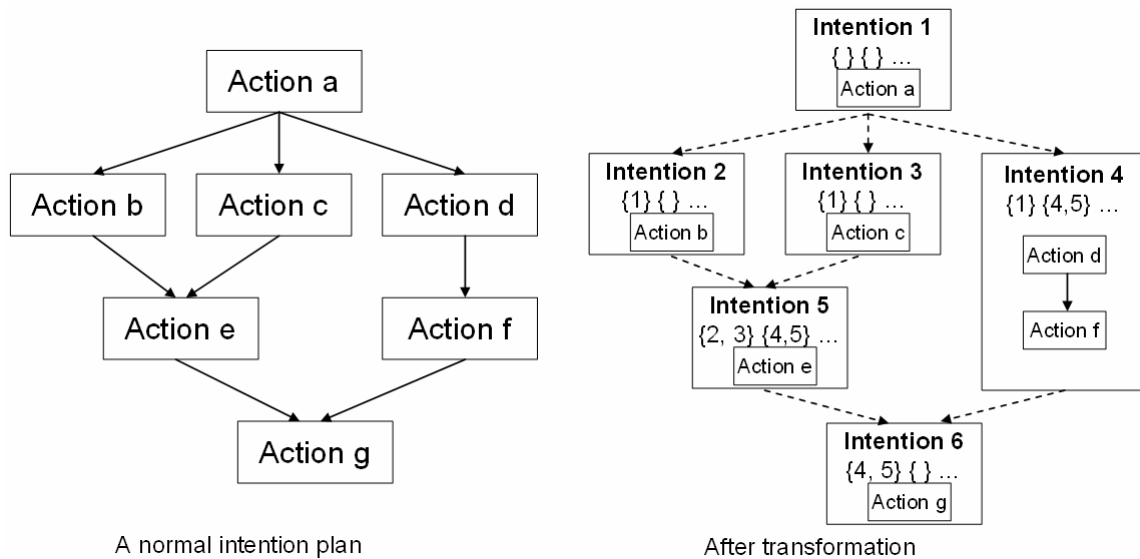 Action a
Action b
Action c
Action d
Action e
Action f
Action g
A normal intention plan
Intention 1
{ } { } ...
Action a
Intention 2
{1} { } ...
Action b
Intention 3
{1} { } ...
Action c
Intention 4
{1} {4,5} ...
Action d
Action f
Intention 5
{2, 3} {4,5} ...
Action e
Intention 6
{4, 5} { } ...
Action g
After transformation